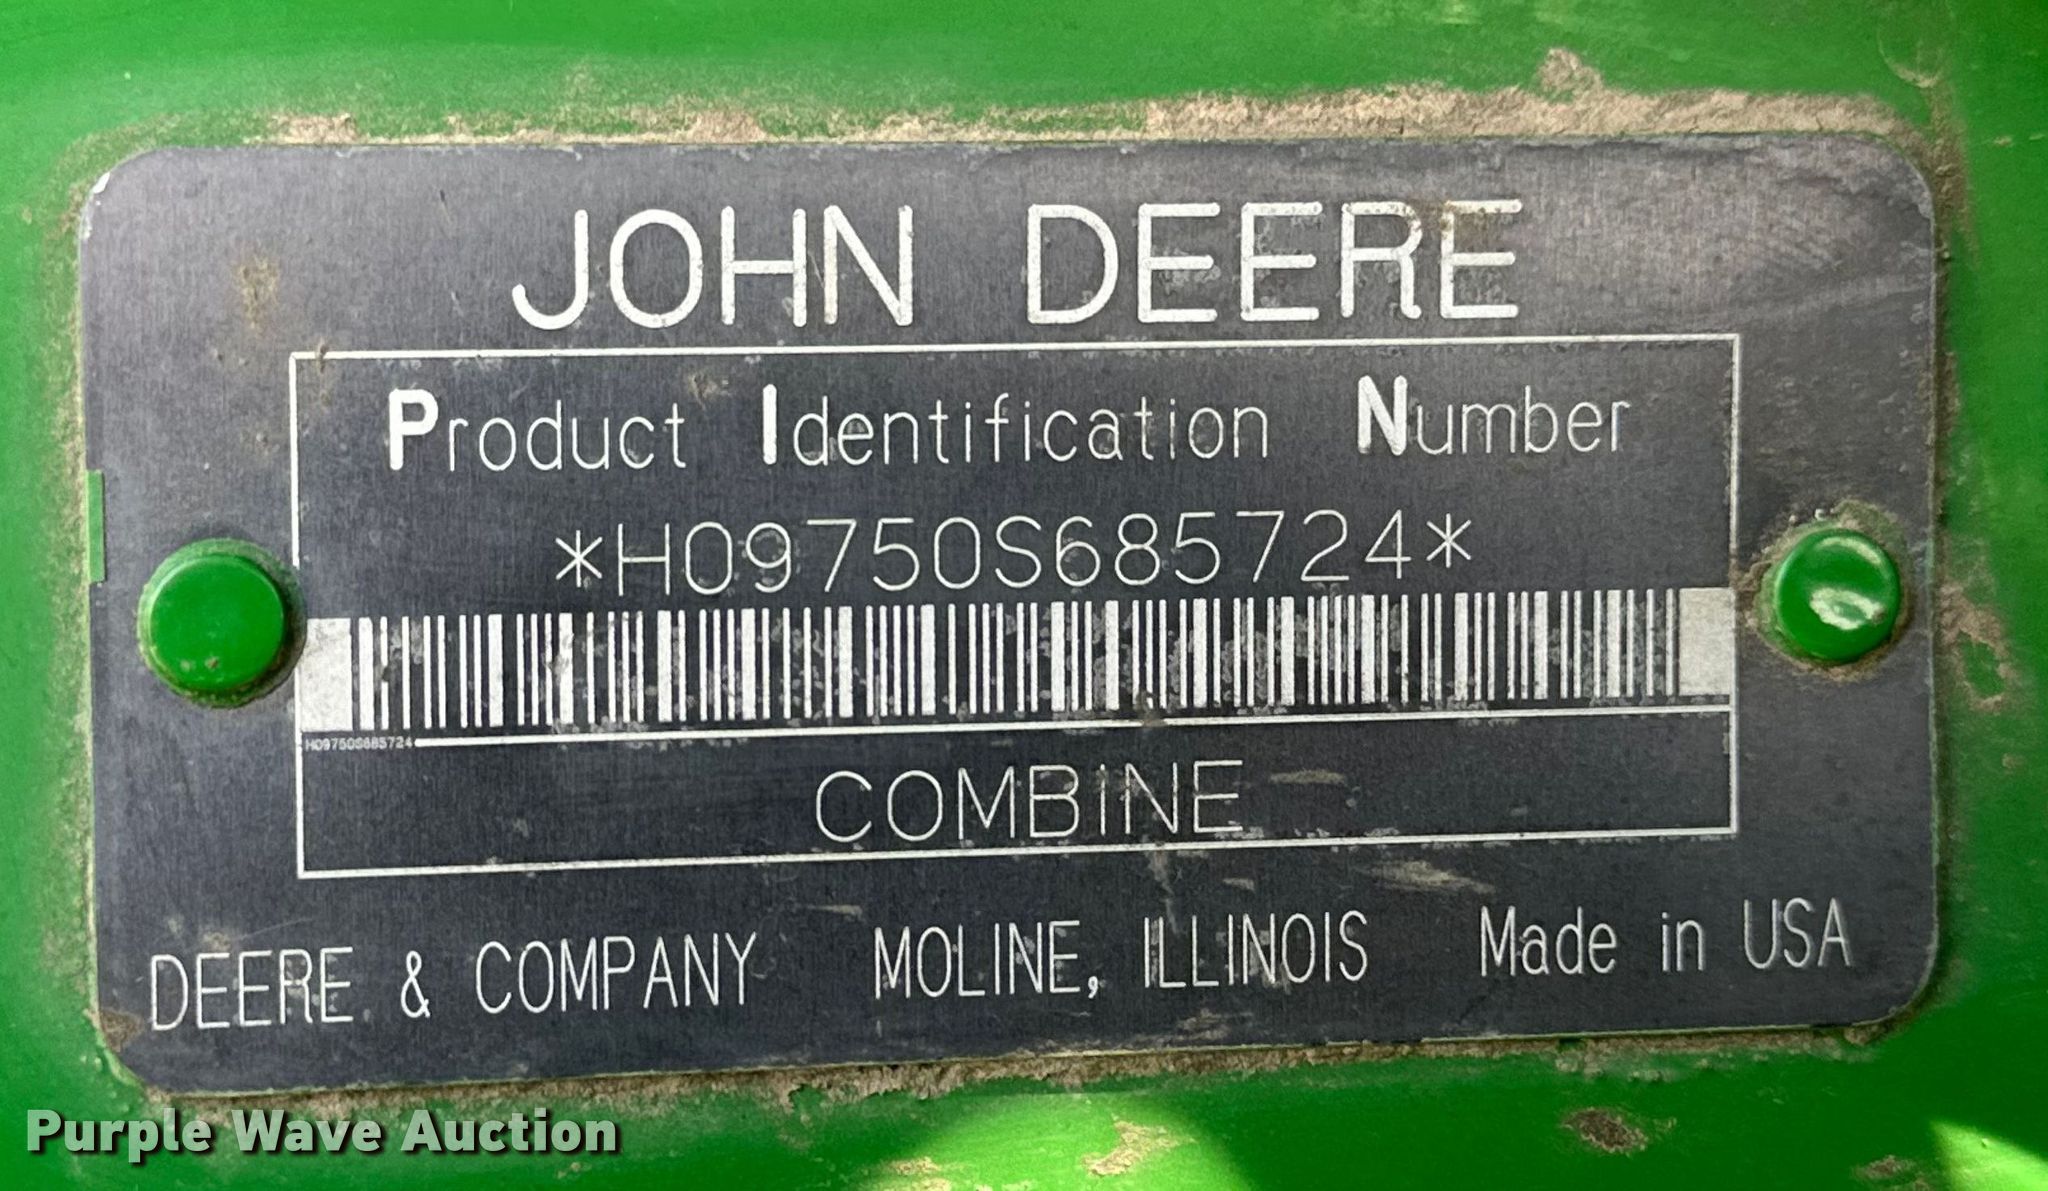 JOHN DEERE
Product Identification Number
*H09750S685724*
H09750S685724
COMBINE
DEERE & COMPANY MOLINE, ILLINOIS Made in USA
Purple Wave Auction